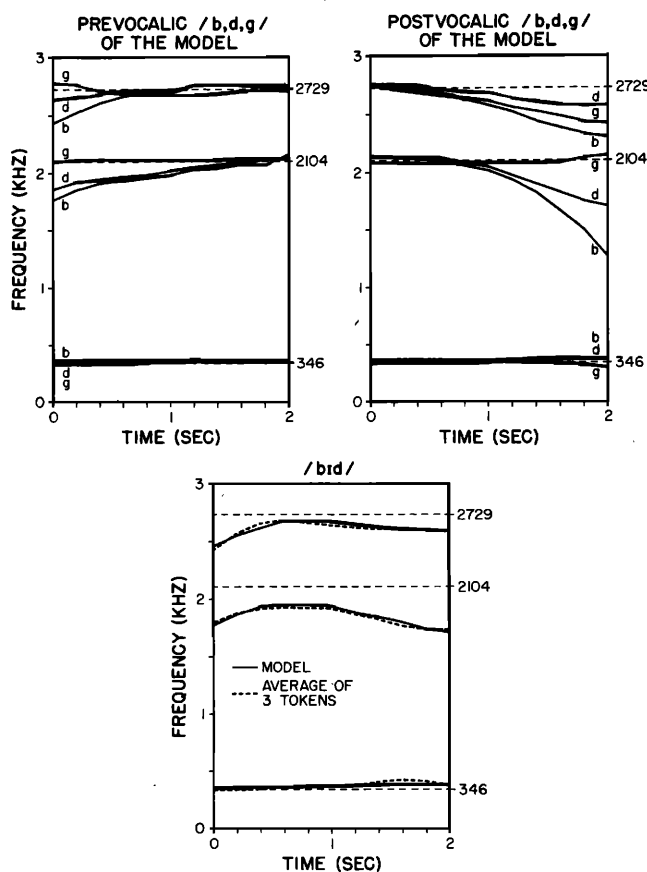 PREVOCALIC /b,d,g/
OF THE MODEL
FREQUENCY (KHZ)
3
2
1
0
g
d
b
g
d
b
b
d
g
2729
2104
346
0
1
2
TIME (SEC)
POSTVOCALIC /b,d,g/
OF THE MODEL
3
2
1
0
d
g
b
g
d
b
b
d
g
2729
2104
346
0
1
2
TIME (SEC)
/bɪd/
FREQUENCY (KHZ)
3
2
1
0
2729
2104
MODEL
AVERAGE OF
3 TOKENS
346
0
1
2
TIME (SEC)